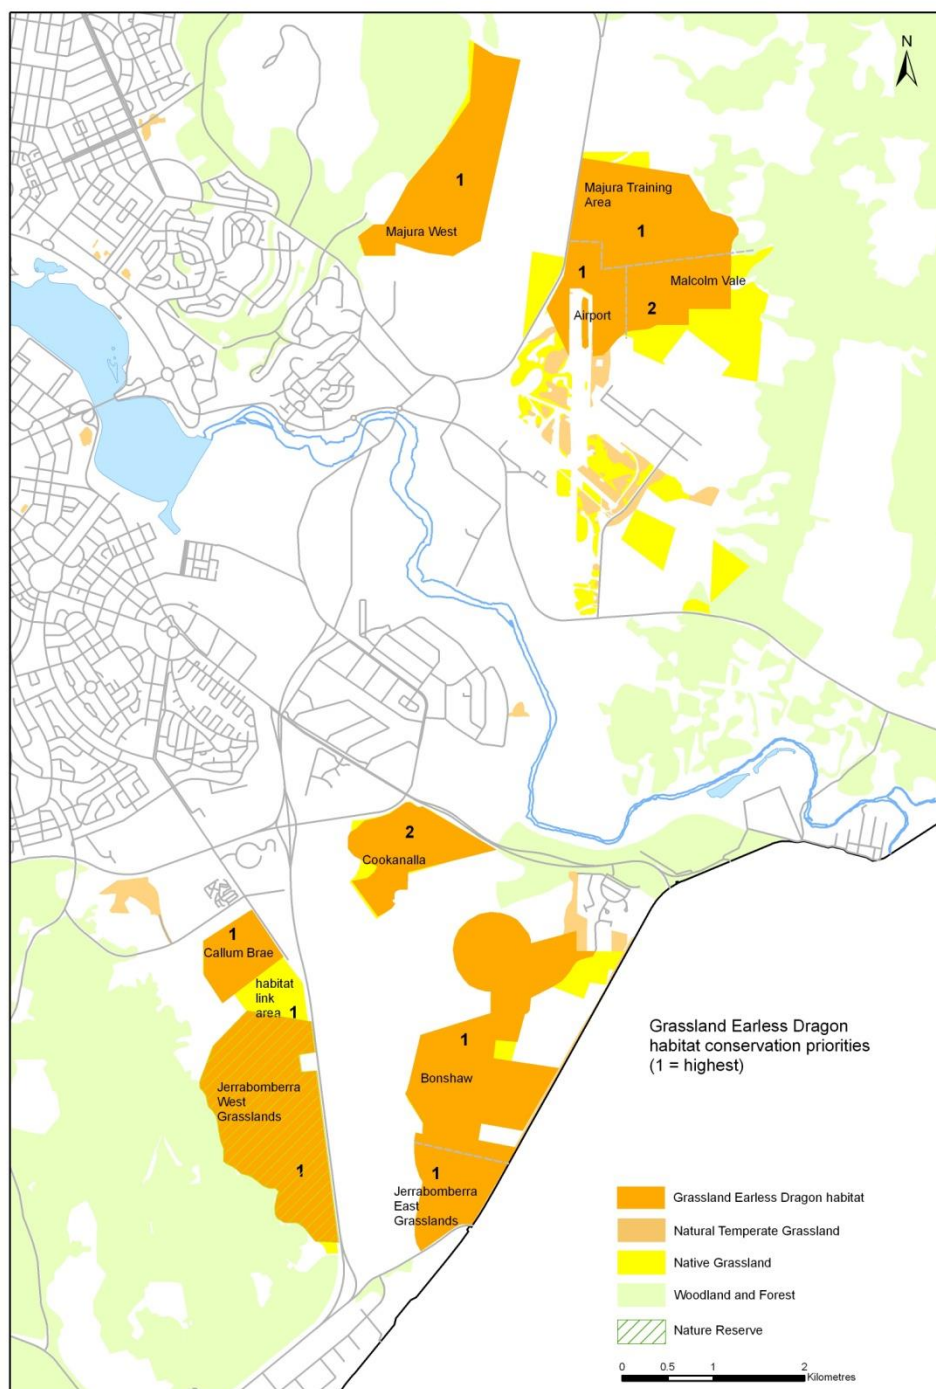 N
1
Majura West
Majura Training
Area
1
1
Malcolm Vale
2
Airport
2
Cookanalla
1
Callum Brae
habitat
link
area
1
1
Bonshaw
Jerrabomberra
West
Grasslands
1
1
Jerrabomberra
East
Grasslands
Grassland Earless Dragon
habitat conservation priorities
(1 = highest)
Grassland Earless Dragon habitat
Natural Temperate Grassland
Native Grassland
Woodland and Forest
Nature Reserve
0 0.5 1 2
Kilometres